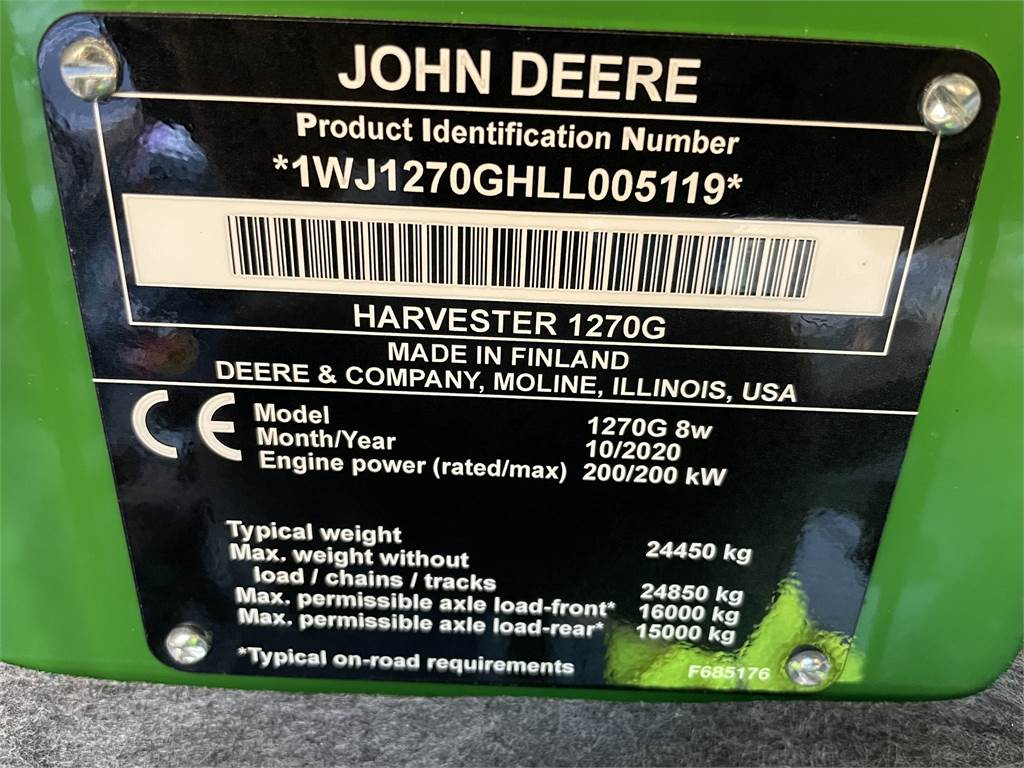 JOHN DEERE
Product Identification Number
*1WJ1270GHLL005119*
HARVESTER 1270G
MADE IN FINLAND
DEERE & COMPANY, MOLINE, ILLINOIS, USA
CE
Model 1270G 8w
Month/Year 10/2020
Engine power (rated/max) 200/200 kW
Typical weight 24450 kg
Max. weight without
load / chains / tracks 24850 kg
Max. permissible axle load-front* 16000 kg
Max. permissible axle load-rear* 15000 kg
*Typical on-road requirements
F685176